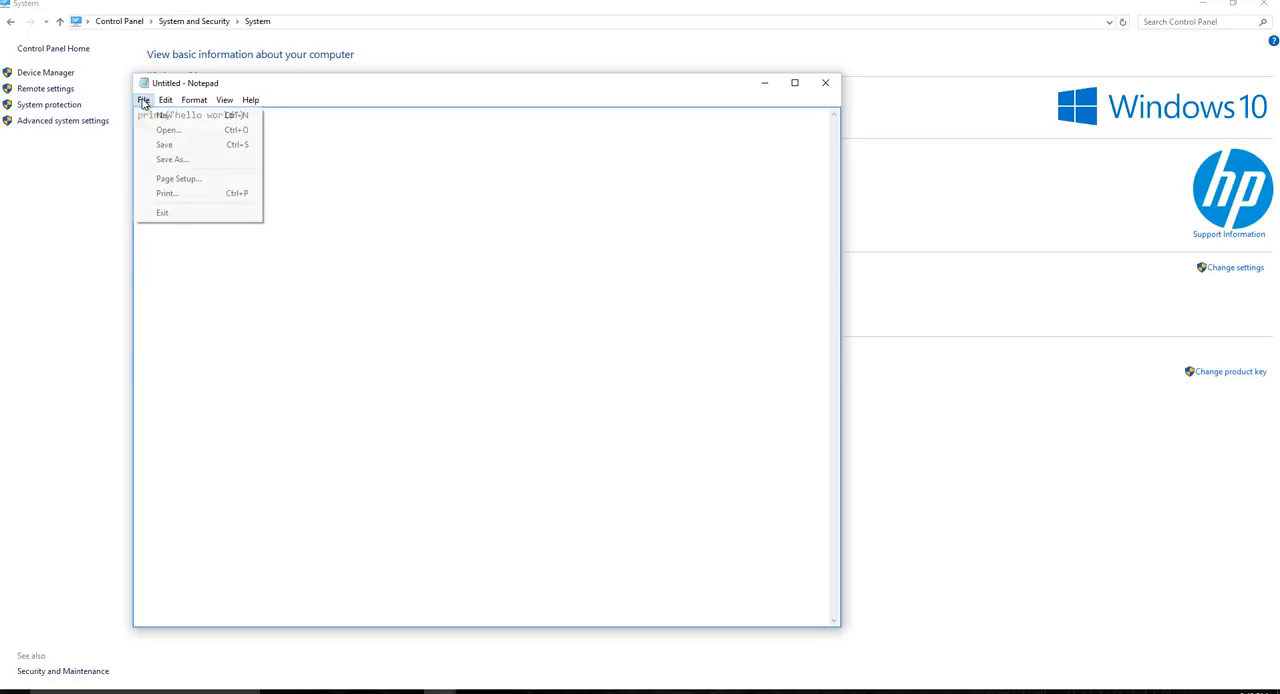 System
Control Panel > System and Security > System
Search Control Panel
Control Panel Home
View basic information about your computer
Device Manager
Remote settings
System protection
Advanced system settings
Untitled - Notepad
File Edit Format View Help
print("hello world")
Ctrl+N
Open... Ctrl+O
Save Ctrl+S
Save As...
Page Setup...
Print... Ctrl+P
Exit
Windows 10
hp
Support Information
Change settings
Change product key
See also
Security and Maintenance